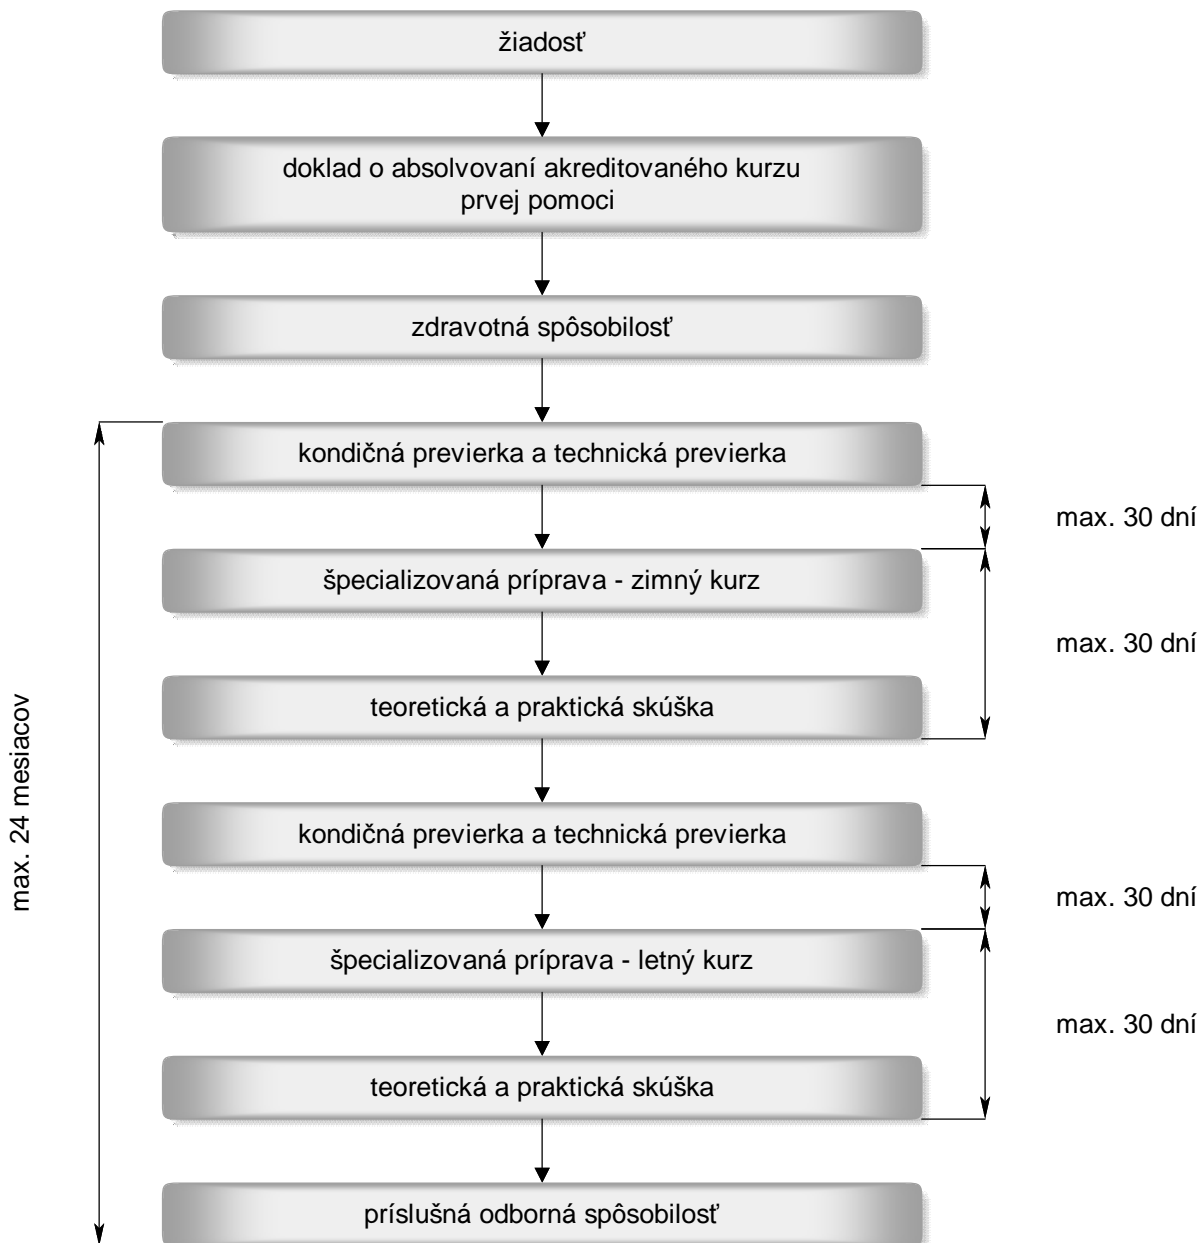 žiadosť
doklad o absolvovaní akreditovaného kurzu
prvej pomoci
zdravotná spôsobilosť
kondičná previerka a technická previerka
max. 30 dní
špecializovaná príprava - zimný kurz
max. 30 dní
teoretická a praktická skúška
max. 24 mesiacov
kondičná previerka a technická previerka
max. 30 dní
špecializovaná príprava - letný kurz
max. 30 dní
teoretická a praktická skúška
príslušná odborná spôsobilosť